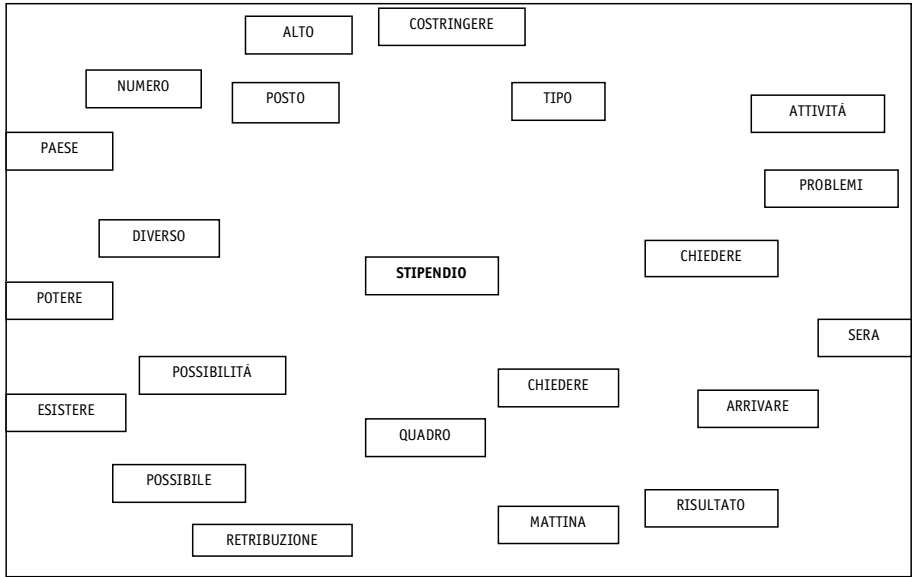 COSTRINGERE
ALTO
NUMERO
POSTO
TIPO
ATTIVITÁ
PAESE
PROBLEMI
DIVERSO
CHIEDERE
STIPENDIO
POTERE
SERA
POSSIBILITÁ
CHIEDERE
ARRIVARE
ESISTERE
QUADRO
POSSIBILE
RISULTATO
MATTINA
RETRIBUZIONE